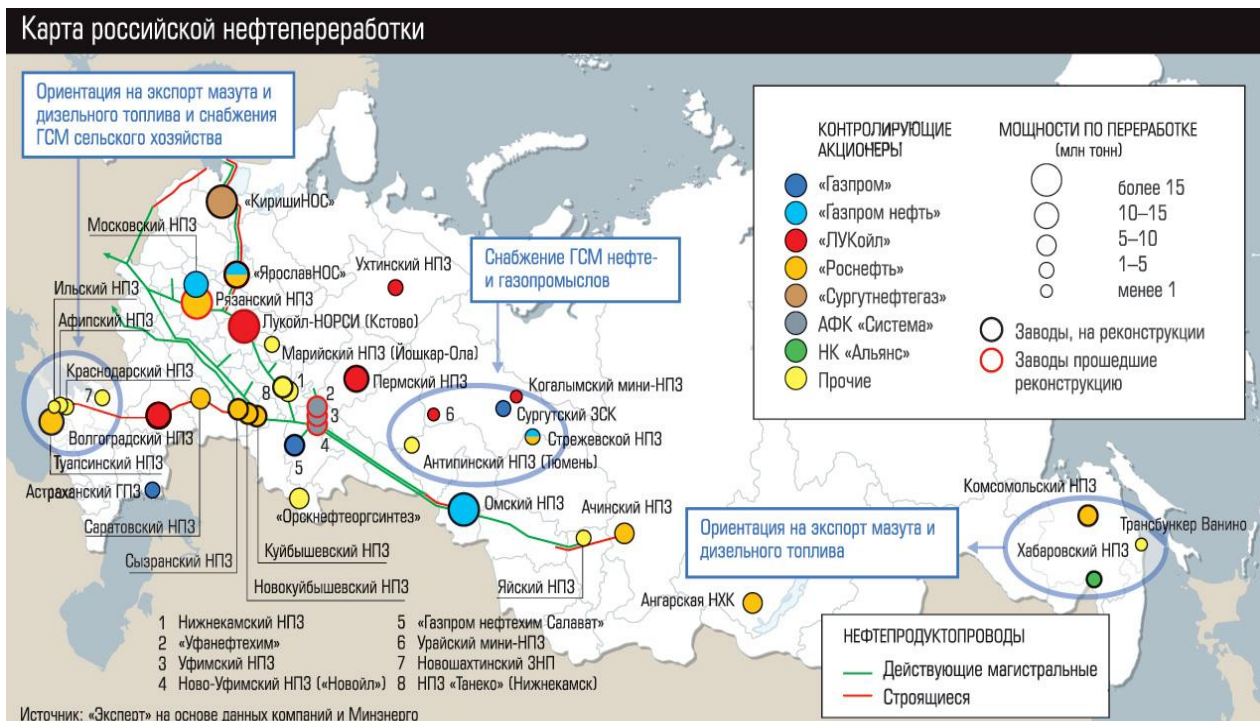 Карта российской нефтепереработки
Ориентация на экспорт мазута и
дизельного топлива и снабжения
ГСМ сельского хозяйства
КОНТРОЛИРУЮЩИЕ
АКЦИОНЕРЫ
«Газпром»
«Газпром нефть»
«ЛУКойл»
«Роснефть»
«Сургутнефтегаз»
АФК «Система»
НК «Альянс»
Прочие
МОЩНОСТИ ПО ПЕРЕРАБОТКЕ
(млн тонн)
более 15
10–15
5–10
1–5
менее 1
Заводы, на реконструкции
Заводы прошедшие
реконструкцию
«КиришиНОС»
Московский НПЗ
«ЯрославНОС»
Ухтинский НПЗ
Снабжение ГСМ нефте-
и газопромыслов
Ильский НПЗ
Рязанский НПЗ
Афипский НПЗ
Лукойл-НОРСИ (Кстово)
Марийский НПЗ (Йошкар-Ола)
Краснодарский НПЗ
7
8
1
2
3
4
5
Пермский НПЗ
Когалымский мини-НПЗ
6
Сургутский ЗСК
Стрежевской НПЗ
Антипинский НПЗ (Тюмень)
Волгоградский НПЗ
Туапсинский НПЗ
Астраханский ГПЗ
«Орскнефтеоргсинтез»
Омский НПЗ
Ачинский НПЗ
Саратовский НПЗ
Куйбышевский НПЗ
Сызранский НПЗ
Новокуйбышевский НПЗ
Яйский НПЗ
Ангарская НХК
Ориентация на экспорт мазута и
дизельного топлива
Комсомольский НПЗ
Трансбункер Ванино
Хабаровский НПЗ
1 Нижнекамский НПЗ
2 «Уфанефтехим»
3 Уфимский НПЗ
4 Ново-Уфимский НПЗ («Новойл»)
5 «Газпром нефтехим Салават»
6 Урайский мини-НПЗ
7 Новошахтинский ЗНП
8 НПЗ «Танеко» (Нижнекамск)
НЕФТЕПРОДУКТОПРОВОДЫ
Действующие магистральные
Строящиеся
Источник: «Эксперт» на основе данных компаний и Минэнерго